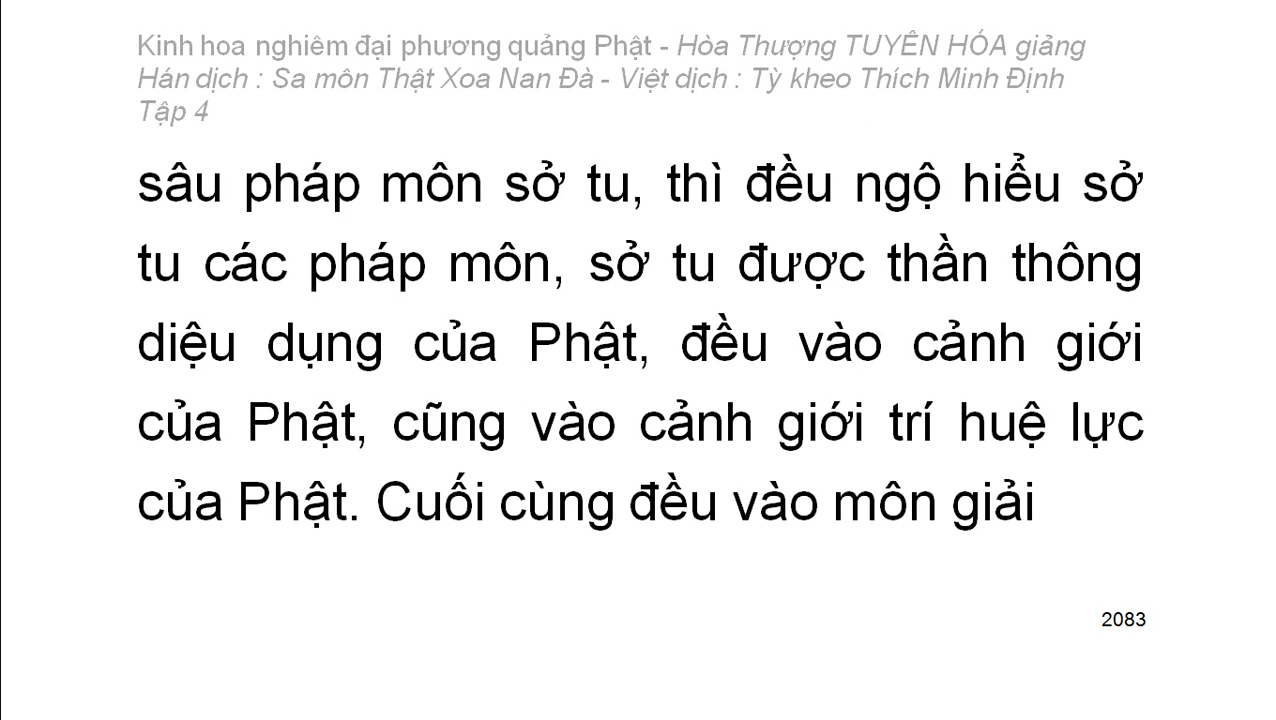 Kinh hoa nghiêm đại phương quảng Phật - Hòa Thượng TUYÊN HÓA giảng
Hán dịch : Sa môn Thật Xoa Nan Đà - Việt dịch : Tỳ kheo Thích Minh Định
Tập 4
sâu pháp môn sở tu, thì đều ngộ hiểu sở
tu các pháp môn, sở tu được thần thông
diệu dụng của Phật, đều vào cảnh giới
của Phật, cũng vào cảnh giới trí huệ lực
của Phật. Cuối cùng đều vào môn giải
2083